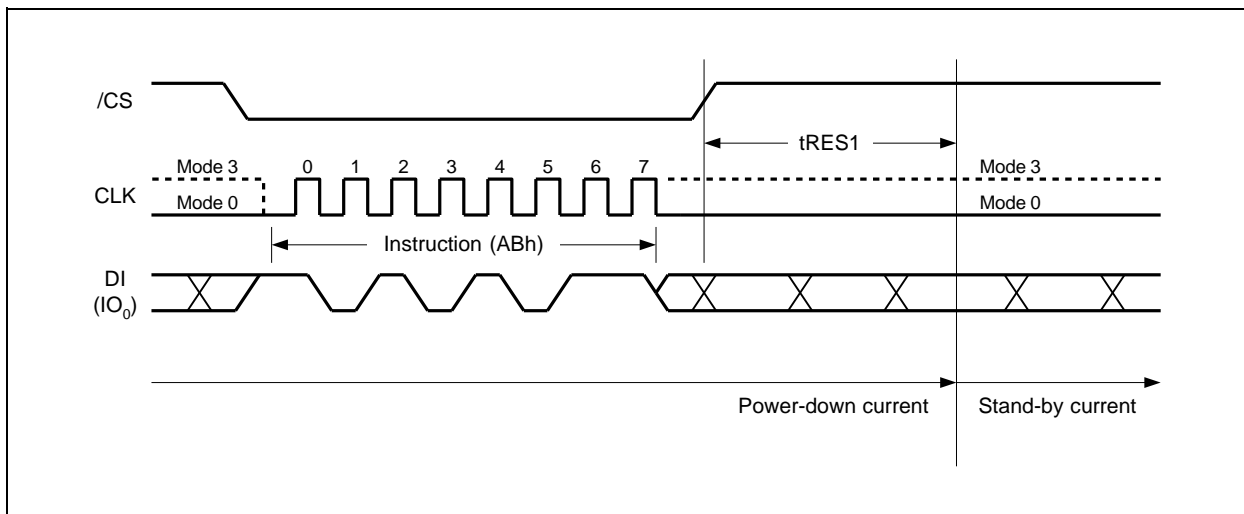 /CS
tRES1
Mode 3 0 1 2 3 4 5 6 7 Mode 3
CLK
Mode 0 Mode 0
Instruction (ABh)
DI
(IO0)
Power-down current Stand-by current